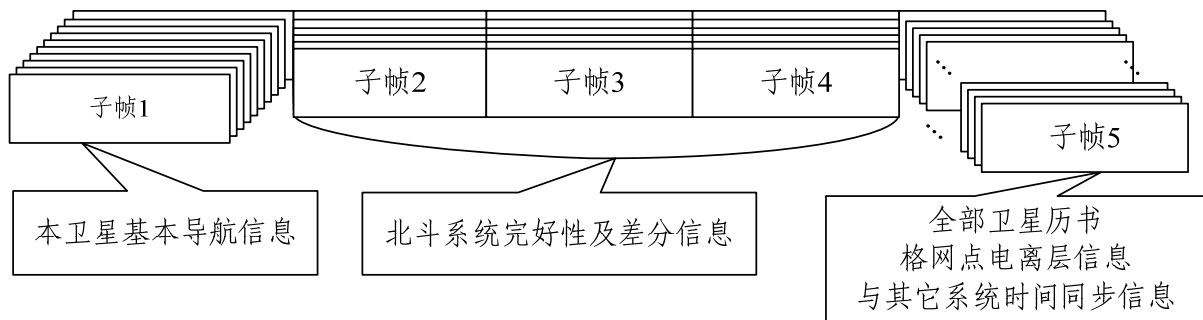 子帧1
子帧2
子帧3
子帧4
子帧5
本卫星基本导航信息
北斗系统完好性及差分信息
全部卫星历书
格网点电离层信息
与其它系统时间同步信息